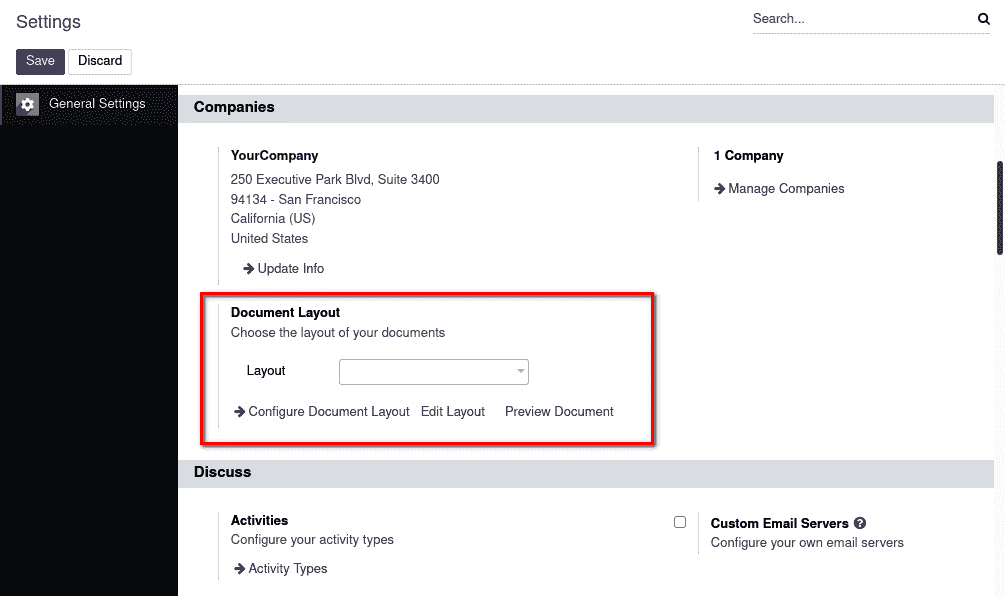 Settings
Search...
Save
Discard
General Settings
Companies
YourCompany
250 Executive Park Blvd, Suite 3400
94134 - San Francisco
California (US)
United States
Update Info
1 Company
Manage Companies
Document Layout
Choose the layout of your documents
Layout
Configure Document Layout
Edit Layout
Preview Document
Discuss
Activities
Configure your activity types
Activity Types
Custom Email Servers ?
Configure your own email servers